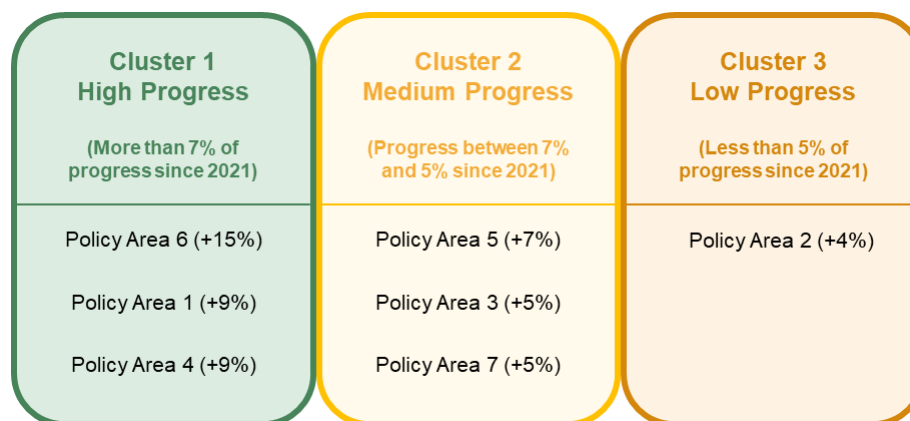 Cluster 1
High Progress
(More than 7% of
progress since 2021)
Policy Area 6 (+15%)
Policy Area 1 (+9%)
Policy Area 4 (+9%)
Cluster 2
Medium Progress
(Progress between 7%
and 5% since 2021)
Policy Area 5 (+7%)
Policy Area 3 (+5%)
Policy Area 7 (+5%)
Cluster 3
Low Progress
(Less than 5% of
progress since 2021)
Policy Area 2 (+4%)